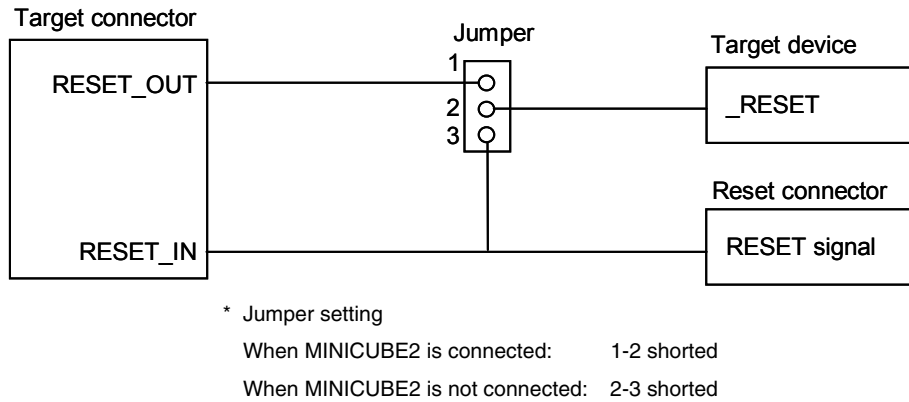 Target connector
Jumper
Target device
1
RESET_OUT
2
_RESET
3
Reset connector
RESET_IN
RESET signal
* Jumper setting
When MINICUBE2 is connected: 1-2 shorted
When MINICUBE2 is not connected: 2-3 shorted